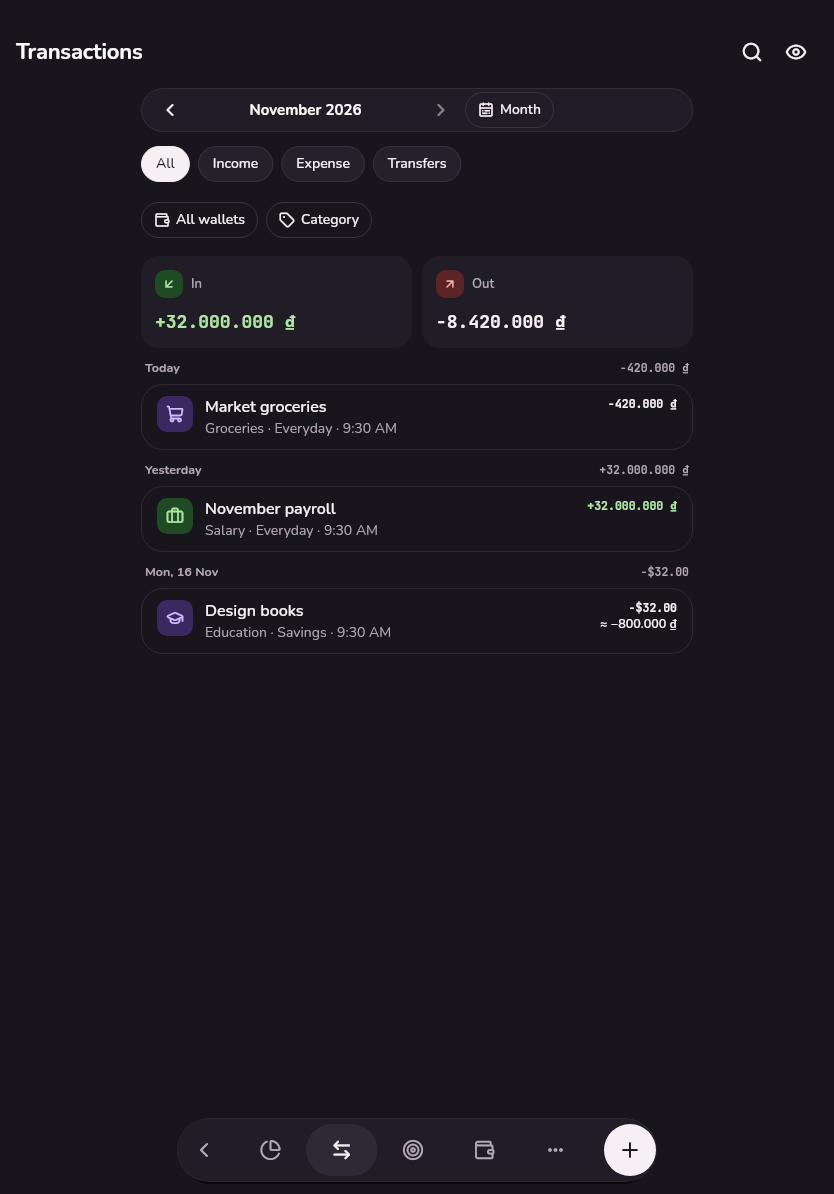 Transactions
November 2026
Month
All
Income
Expense
Transfers
All wallets
Category
In
+32.000.000 ₫
Out
-8.420.000 ₫
Today
-420.000 ₫
Market groceries
-420.000 ₫
Groceries · Everyday · 9:30 AM
Yesterday
+32.000.000 ₫
November payroll
+32.000.000 ₫
Salary · Everyday · 9:30 AM
Mon, 16 Nov
-$32.00
Design books
-$32.00
Education · Savings · 9:30 AM
≈ −800.000 ₫